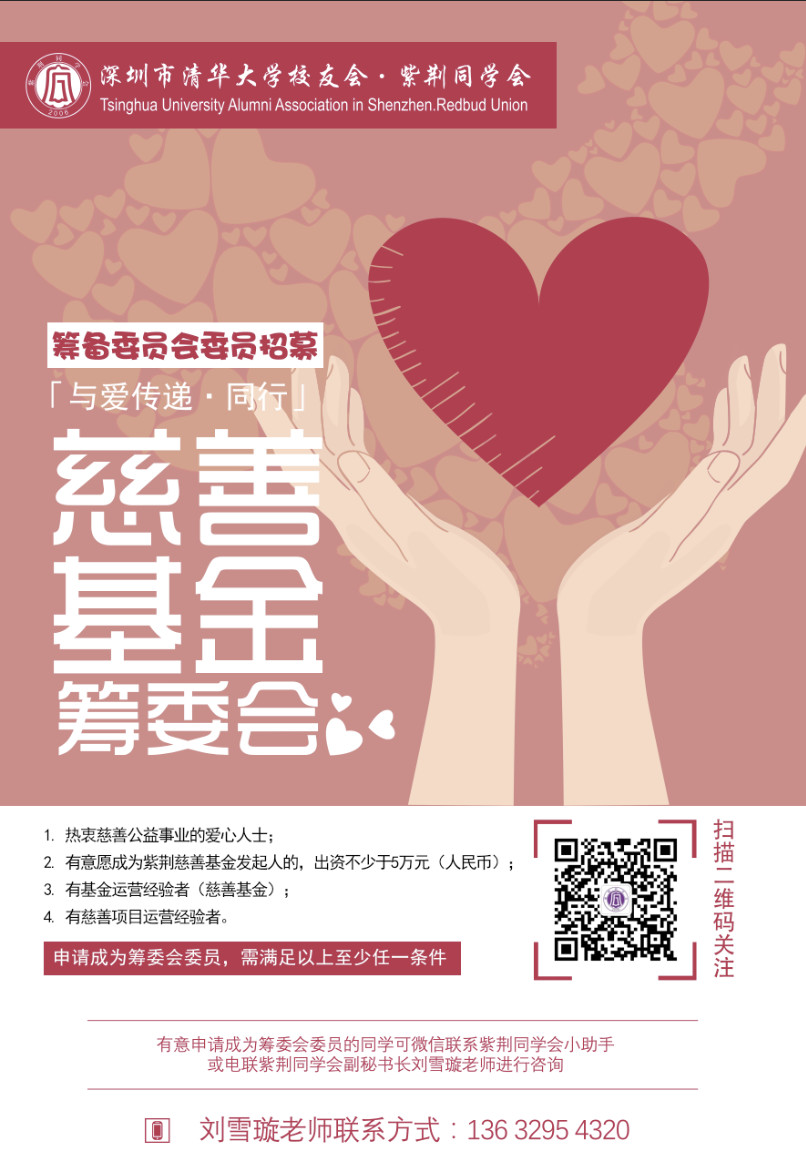 深圳市清华大学校友会·紫荆同学会
Tsinghua University Alumni Association in Shenzhen.Redbud Union
2006
筹备委员会委员招募
「与爱传递·同行」
慈善
基金
筹委会
1. 热衷慈善公益事业的爱心人士；
2. 有意愿成为紫荆慈善基金发起人的，出资不少于5万元（人民币）；
3. 有基金运营经验者（慈善基金）；
4. 有慈善项目运营经验者。
申请成为筹委会委员，需满足以上至少任一条件
扫描二维码关注
有意申请成为筹委会委员的同学可微信联系紫荆同学会小助手
或电联紫荆同学会副秘书长刘雪璇老师进行咨询
刘雪璇老师联系方式：136 3295 4320